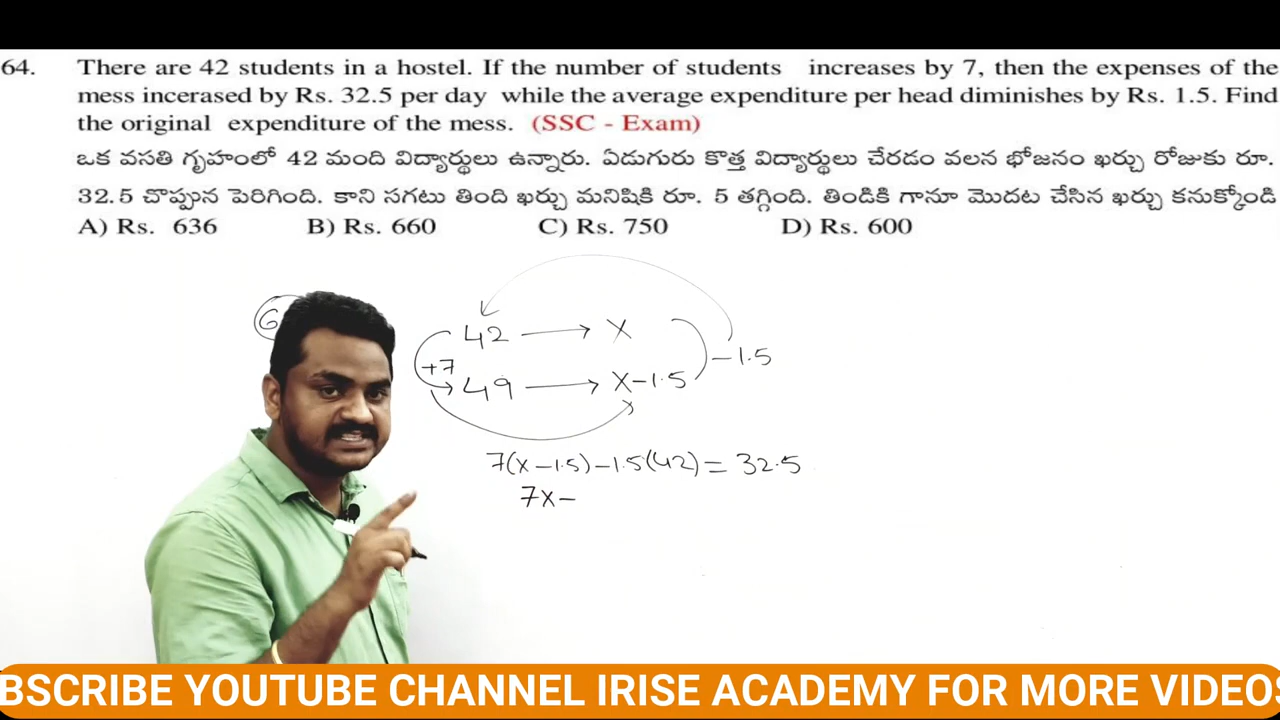 64. There are 42 students in a hostel. If the number of students increases by 7, then the expenses of the
mess incerased by Rs. 32.5 per day while the average expenditure per head diminishes by Rs. 1.5. Find
the original expenditure of the mess. (SSC - Exam)
ఒక వసతి గృహంలో 42 మంది విద్యార్థులు ఉన్నారు. ఏడుగురు కొత్త విద్యార్థులు చేరడం వలన భోజనం ఖర్చు రోజుకు రూ.
32.5 చొప్పున పెరిగింది. కాని సగటు తిండి ఖర్చు మనిషికి రూ. 5 తగ్గింది. తిండికి గానూ మొదట చేసిన ఖర్చు కనుక్కోండి
A) Rs. 636 B) Rs. 660 C) Rs. 750 D) Rs. 600
6
42 → X
-1.5
+7
49 → X-1.5
7(X-1.5)-1.5(42) = 32.5
7X-
BSCRIBE YOUTUBE CHANNEL IRISE ACADEMY FOR MORE VIDEOS